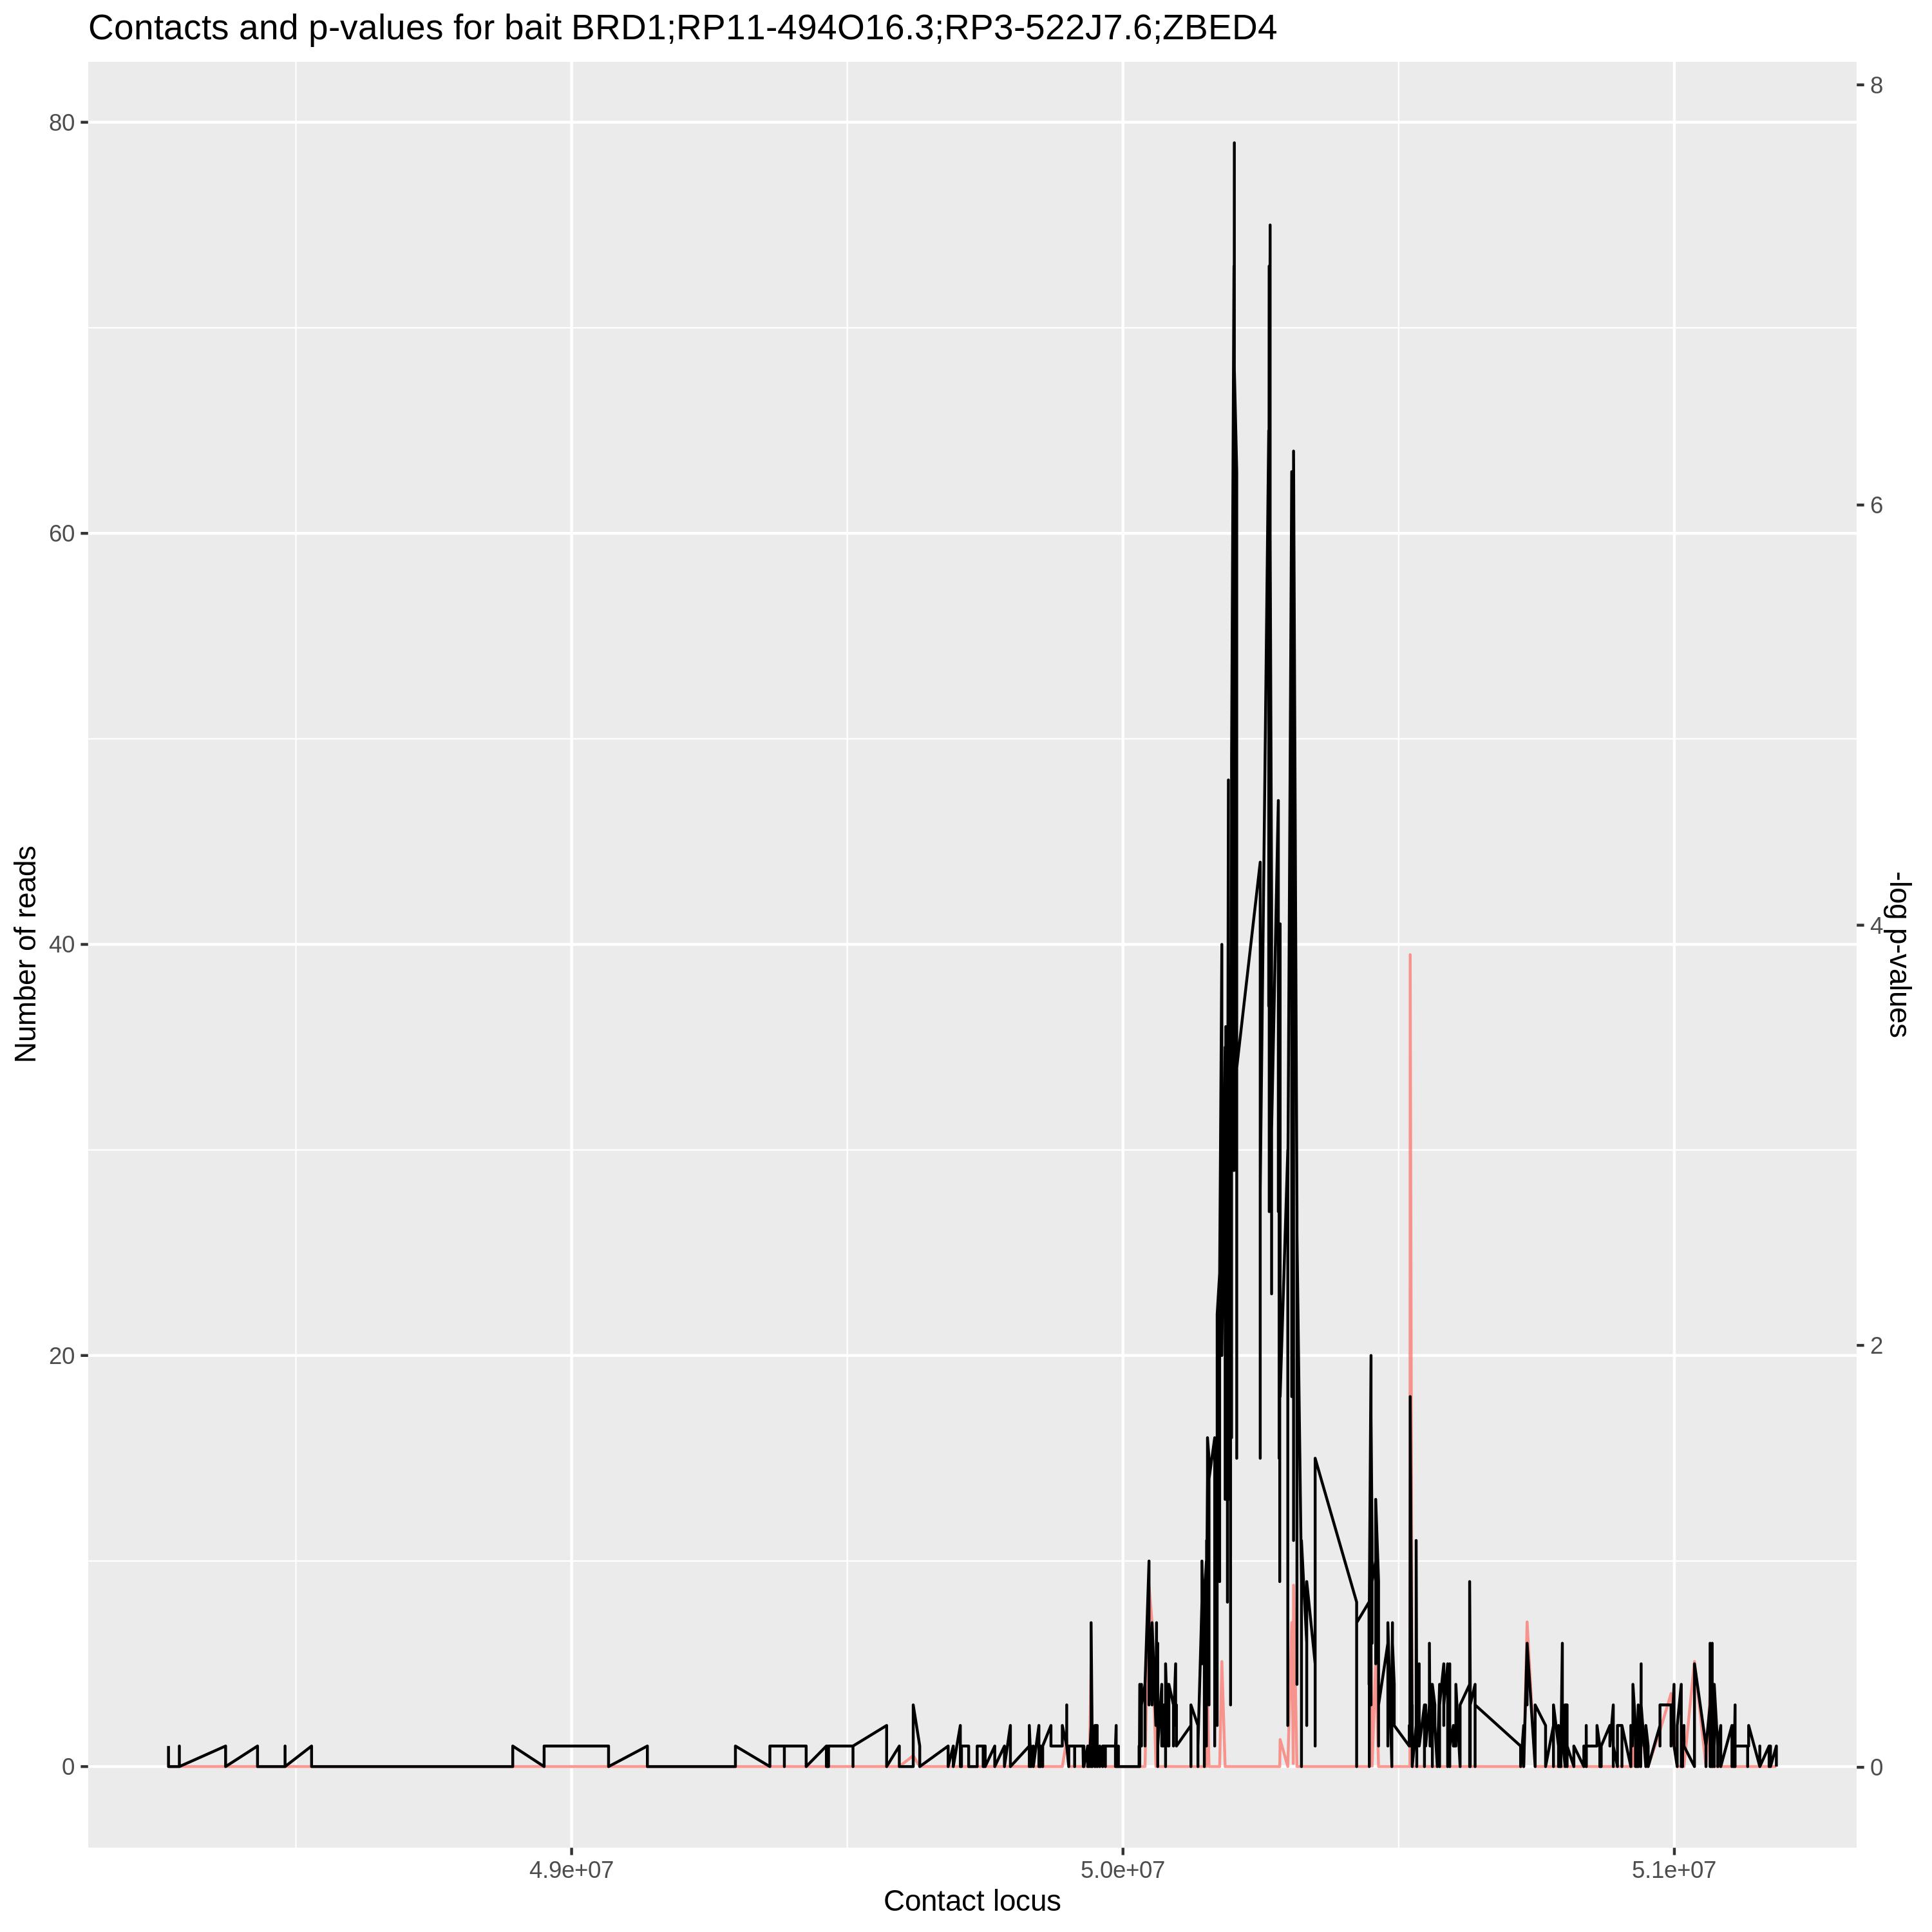 Contacts and p-values for bait BRD1;RP11-494O16.3;RP3-522J7.6;ZBED4
80
60
40
20
0
Number of reads
8
6
4
2
0
-log p-values
4.9e+07
5.0e+07
5.1e+07
Contact locus